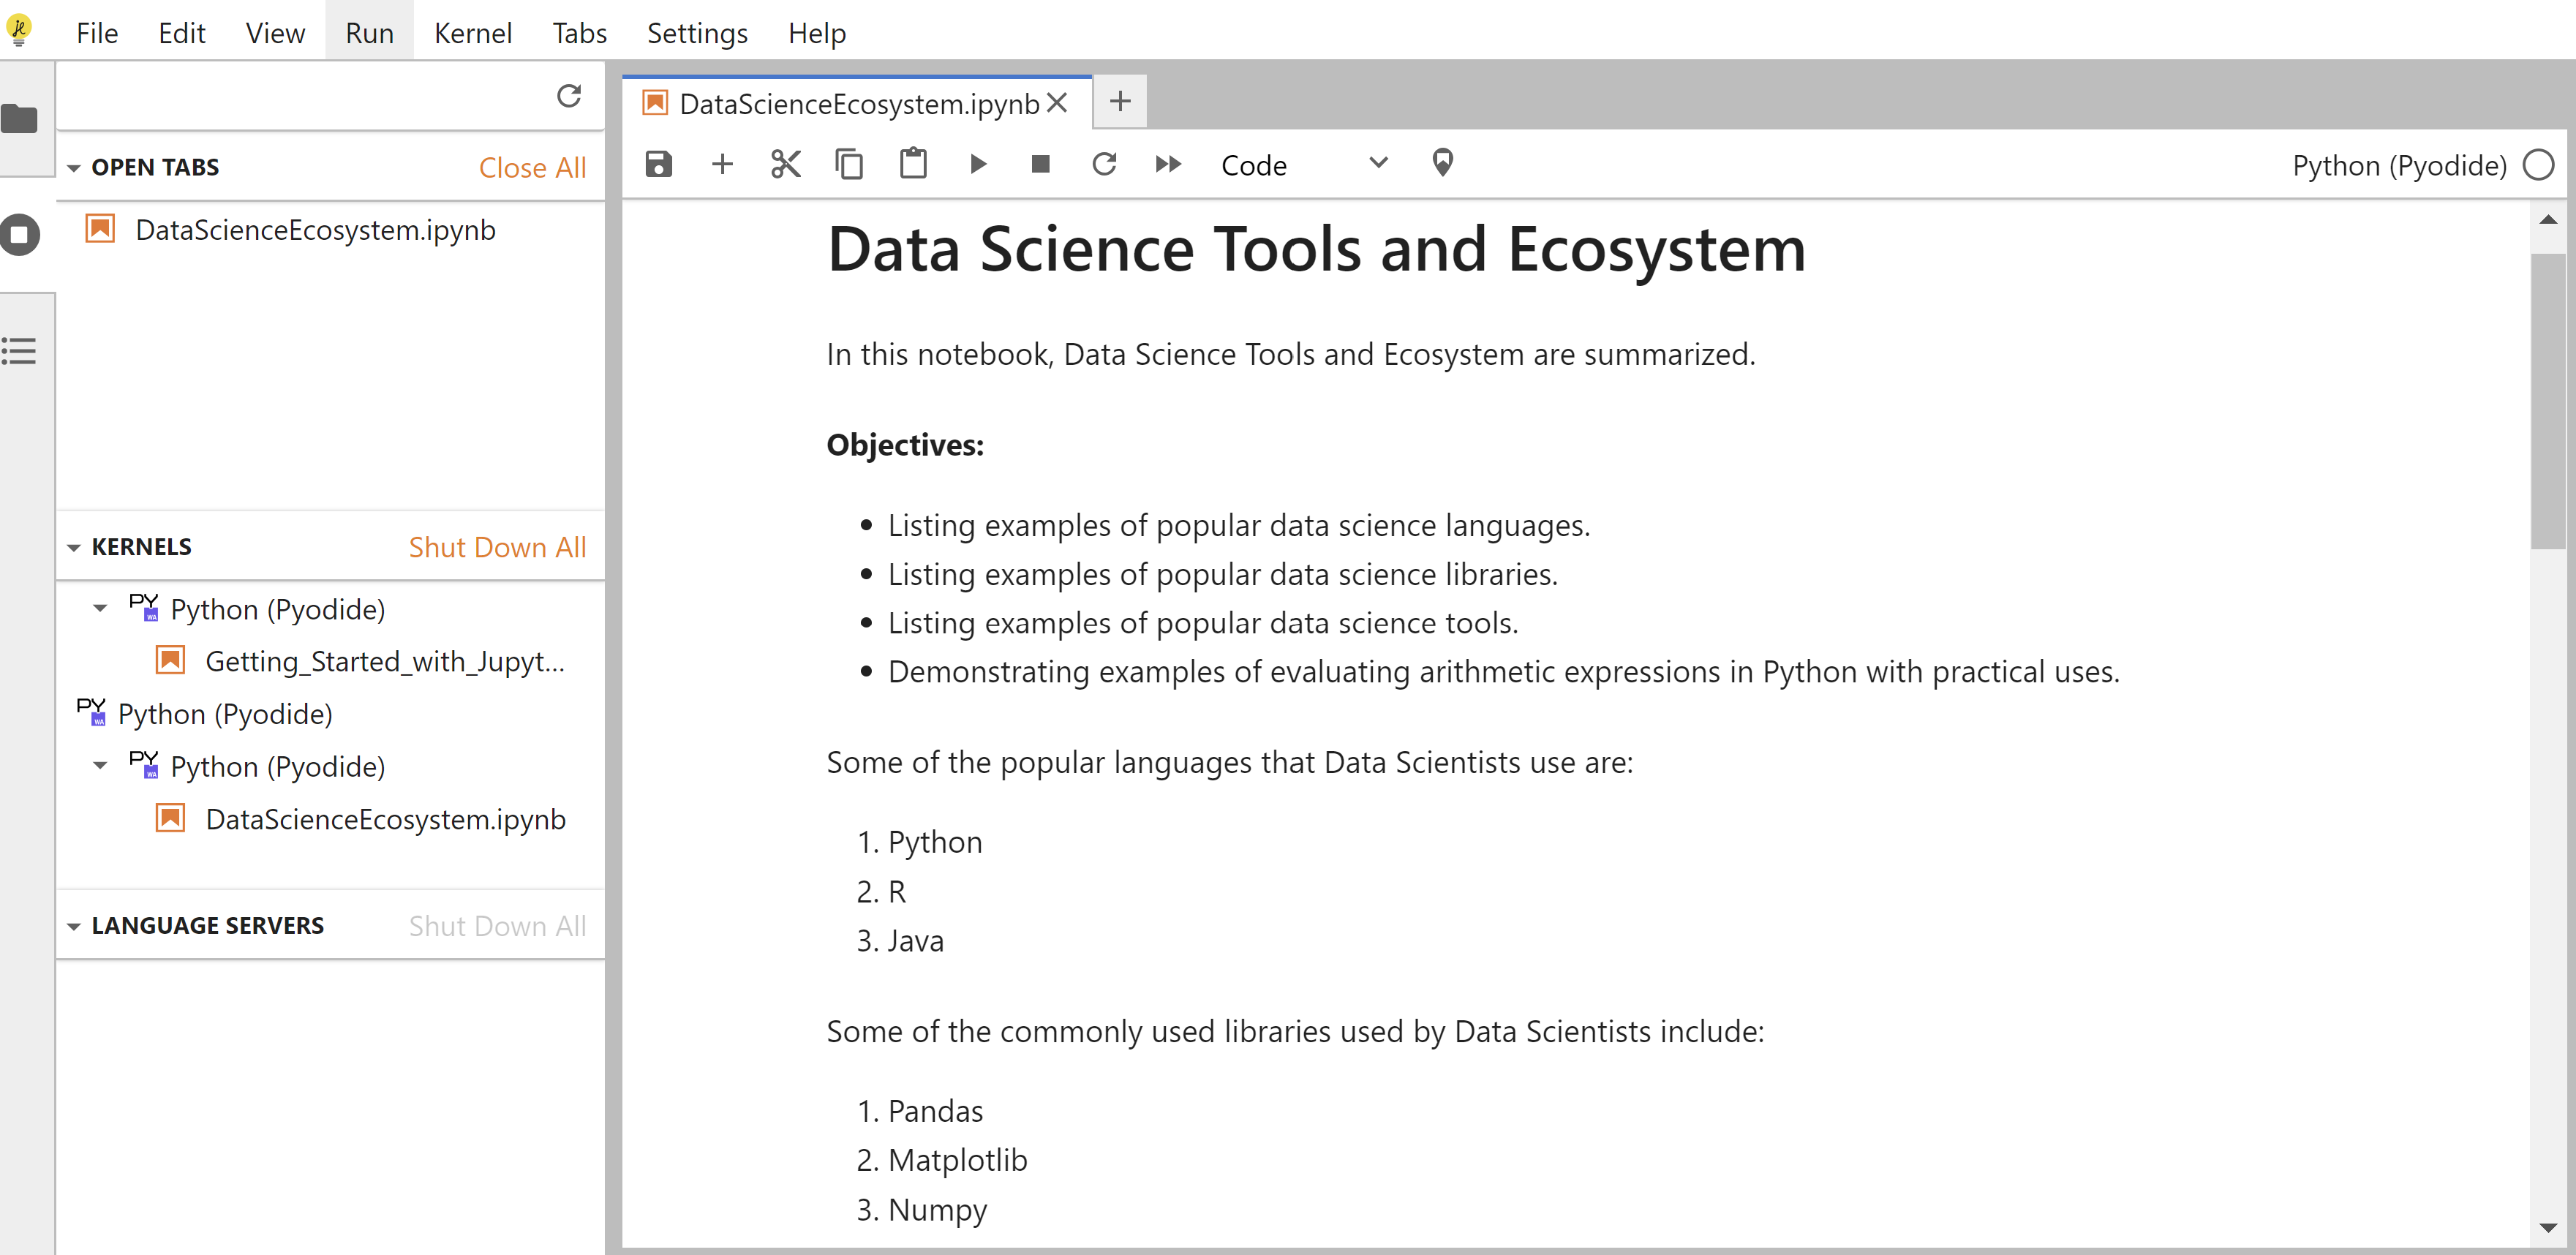 File Edit View Run Kernel Tabs Settings Help
OPEN TABS Close All
DataScienceEcosystem.ipynb
KERNELS Shut Down All
Python (Pyodide)
Getting_Started_with_Jupyt...
Python (Pyodide)
Python (Pyodide)
DataScienceEcosystem.ipynb
LANGUAGE SERVERS Shut Down All
DataScienceEcosystem.ipynb
Code Python (Pyodide)
Data Science Tools and Ecosystem
In this notebook, Data Science Tools and Ecosystem are summarized.
Objectives:
• Listing examples of popular data science languages.
• Listing examples of popular data science libraries.
• Listing examples of popular data science tools.
• Demonstrating examples of evaluating arithmetic expressions in Python with practical uses.
Some of the popular languages that Data Scientists use are:
1. Python
2. R
3. Java
Some of the commonly used libraries used by Data Scientists include:
1. Pandas
2. Matplotlib
3. Numpy